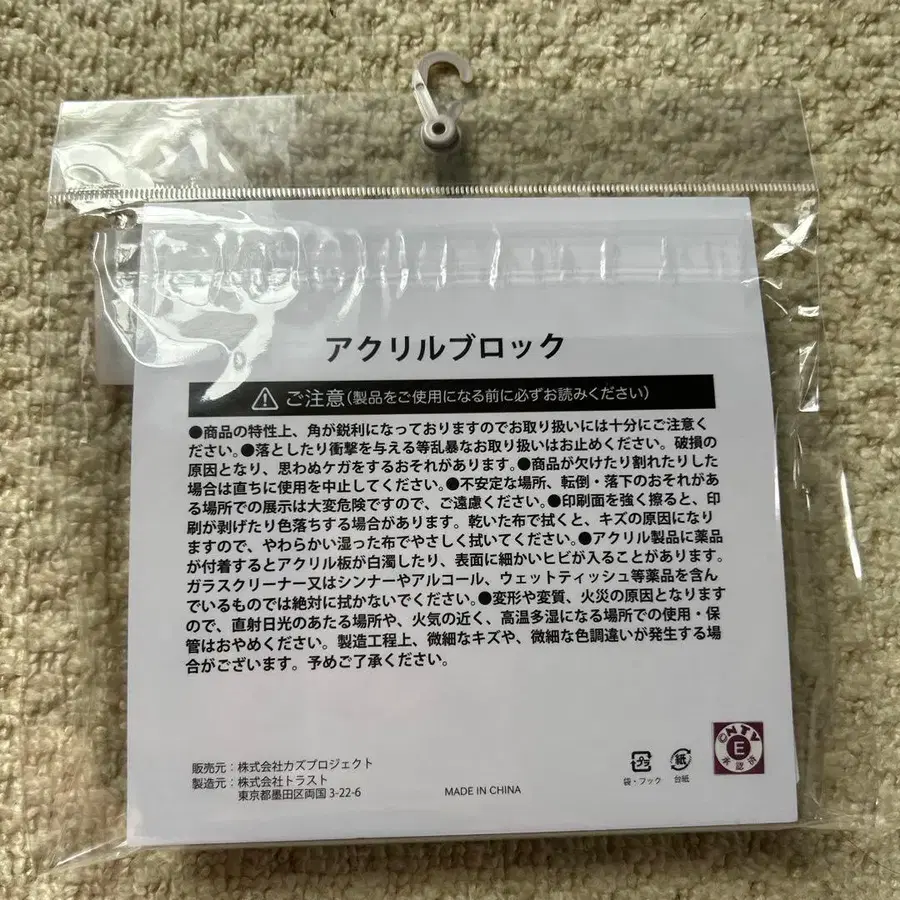 アクリルブロック
ご注意(製品をご使用になる前に必ずお読みください)
●商品の特性上、角が鋭利になっておりますのでお取り扱いには十分にご注意く
ださい。●落としたり衝撃を与える等乱暴なお取り扱いはお止めください。破損の
原因となり、思わぬケガをするおそれがあります。●商品が欠けたり割れたりした
場合は直ちに使用を中止してください。●不安定な場所、転倒・落下のおそれがあ
る場所での展示は大変危険ですので、ご遠慮ください。●印刷面を強く擦ると、印
刷が剥げたり色落ちする場合があります。乾いた布で拭くと、キズの原因になり
ますので、やわらかい湿った布でやさしく拭いてください。●アクリル製品に薬品
が付着するとアクリル板が白濁したり、表面に細かいヒビが入ることがあります。
ガラスクリーナー又はシンナーやアルコール、ウェットティッシュ等薬品を含ん
でいるものでは絶対に拭かないでください。●変形や変質、火災の原因となります
ので、直射日光のあたる場所や、火気の近く、高温多湿になる場所での使用・保
管はおやめください。製造工程上、微細なキズや、微細な色調違いが発生する場
合がございます。予めご了承ください。
販売元：株式会社カズプロジェクト
製造元：株式会社トラスト
東京都墨田区両国 3-22-6
MADE IN CHINA
プラ
袋・フック
紙
台紙
©NTV
E
承認済